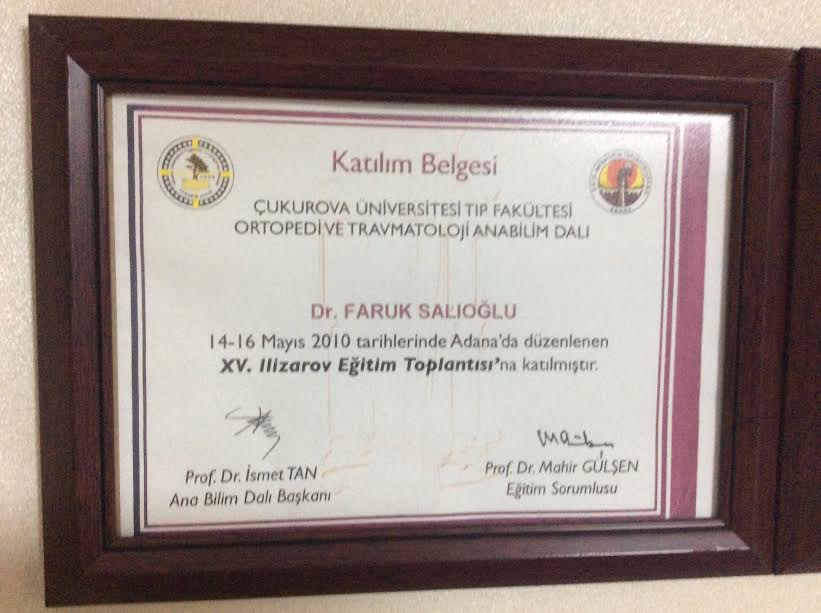 Katılım Belgesi
ÇUKUROVA ÜNİVERSİTESİ TIP FAKÜLTESİ
ORTOPEDİ VE TRAVMATOLOJİ ANABİLİM DALI
Dr. FARUK SALIOĞLU
14-16 Mayıs 2010 tarihlerinde Adana'da düzenlenen
XV. Ilizarov Eğitim Toplantısı'na katılmıştır.
Prof. Dr. İsmet TAN
Ana Bilim Dalı Başkanı
Prof. Dr. Mahir GÜLŞEN
Eğitim Sorumlusu